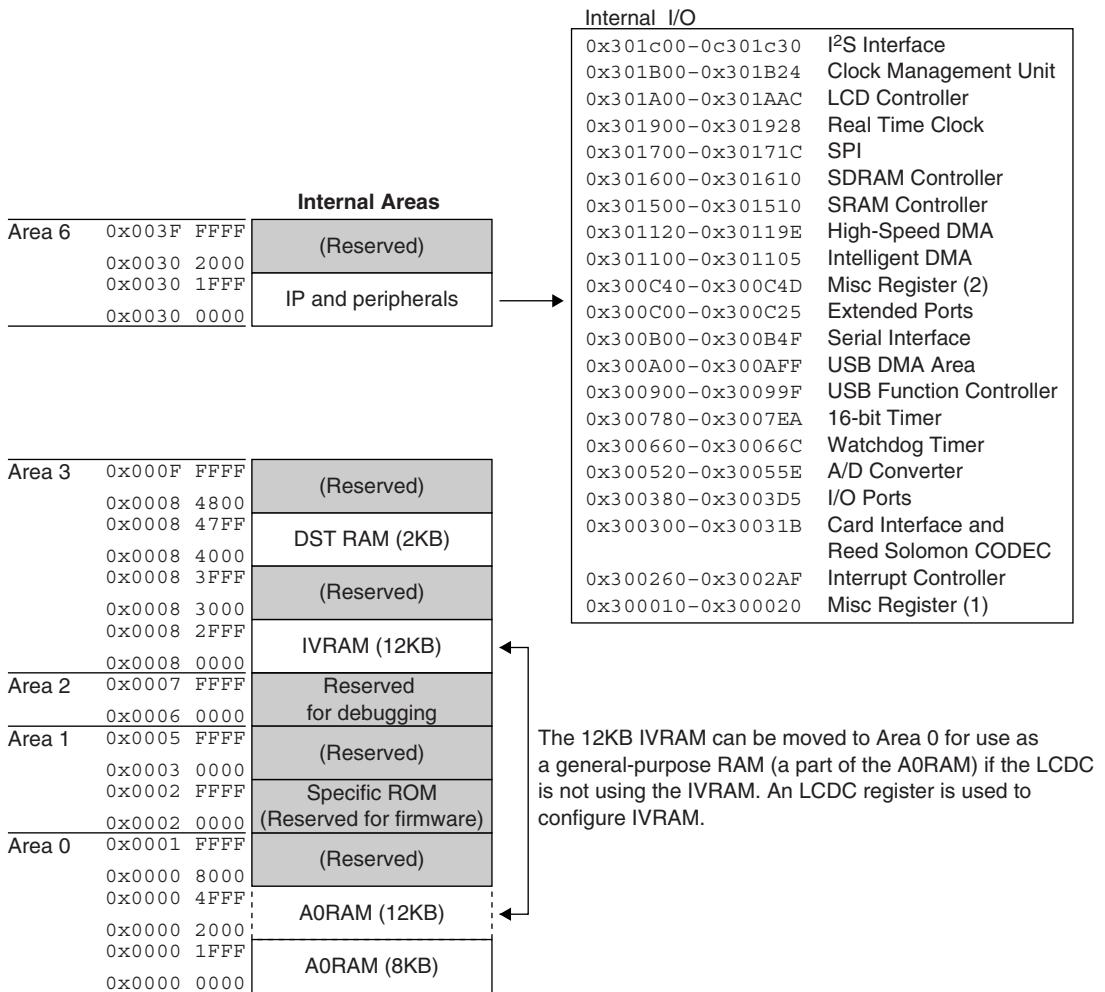 Internal I/O
0x301c00–0c301c30 I2S Interface
0x301B00–0x301B24 Clock Management Unit
0x301A00–0x301AAC LCD Controller
0x301900–0x301928 Real Time Clock
0x301700–0x30171C SPI
0x301600–0x301610 SDRAM Controller
0x301500–0x301510 SRAM Controller
0x301120–0x30119E High-Speed DMA
0x301100–0x301105 Intelligent DMA
0x300C40–0x300C4D Misc Register (2)
0x300C00–0x300C25 Extended Ports
0x300B00–0x300B4F Serial Interface
0x300A00–0x300AFF USB DMA Area
0x300900–0x30099F USB Function Controller
0x300780–0x3007EA 16-bit Timer
0x300660–0x30066C Watchdog Timer
0x300520–0x30055E A/D Converter
0x300380–0x3003D5 I/O Ports
0x300300–0x30031B Card Interface and
Reed Solomon CODEC
0x300260–0x3002AF Interrupt Controller
0x300010–0x300020 Misc Register (1)
Internal Areas
Area 6 0x003F FFFF
(Reserved)
0x0030 2000
0x0030 1FFF
IP and peripherals
0x0030 0000
Area 3 0x000F FFFF
(Reserved)
0x0008 4800
0x0008 47FF
DST RAM (2KB)
0x0008 4000
0x0008 3FFF
(Reserved)
0x0008 3000
0x0008 2FFF
IVRAM (12KB)
0x0008 0000
Area 2 0x0007 FFFF Reserved
0x0006 0000 for debugging
Area 1 0x0005 FFFF
(Reserved)
0x0003 0000
0x0002 FFFF Specific ROM
0x0002 0000 (Reserved for firmware)
Area 0 0x0001 FFFF
(Reserved)
0x0000 8000
0x0000 4FFF
A0RAM (12KB)
0x0000 2000
0x0000 1FFF
A0RAM (8KB)
0x0000 0000
The 12KB IVRAM can be moved to Area 0 for use as
a general-purpose RAM (a part of the A0RAM) if the LCDC
is not using the IVRAM. An LCDC register is used to
configure IVRAM.